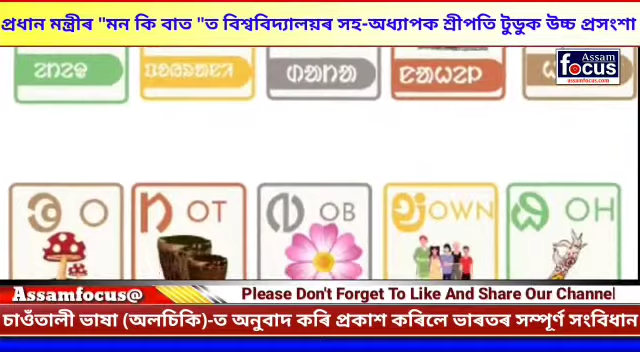 প্ৰধান মন্ত্ৰীৰ "মন কি বাত "ত বিশ্ববিদ্যালয়ৰ সহ-অধ্যাপক শ্ৰীপতি টুডুক উচ্চ প্ৰসংশা
Assam
focus
assamfocus.com
ᱳ O ᱴ OT ᱵ OB ᱶ OWN ᱷ OH
Assamfocus@ Please Don't Forget To Like And Share Our Channel
চাওঁতালী ভাষা (অলচিকি)-ত অনুবাদ কৰি প্ৰকাশ কৰিলে ভাৰতৰ সম্পূৰ্ণ সংবিধান